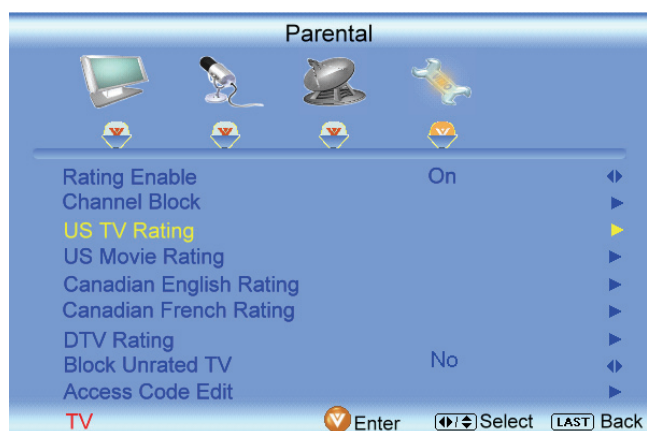 Parental
Rating Enable On
Channel Block
US TV Rating
US Movie Rating
Canadian English Rating
Canadian French Rating
DTV Rating
Block Unrated TV No
Access Code Edit
TV Enter Select LAST Back